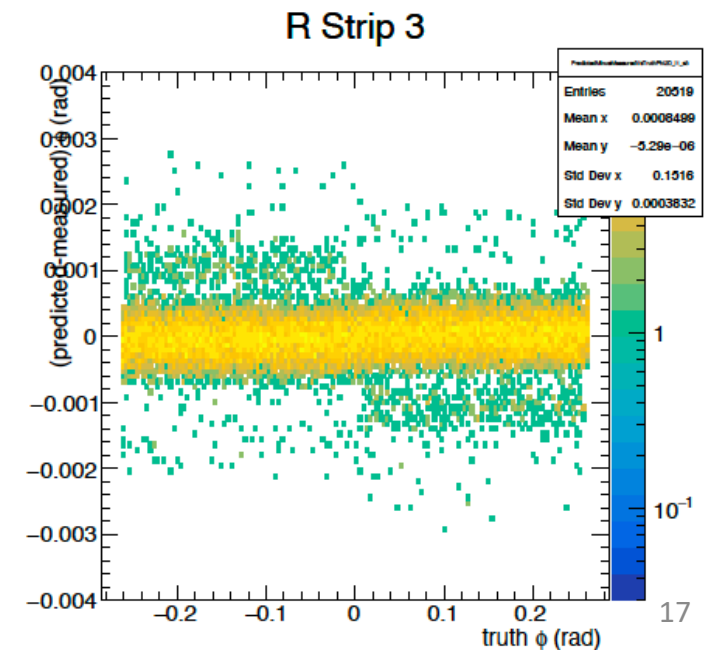 R Strip 3
Entries 20519
Mean x 0.0008499
Mean y −5.29e−06
Std Dev x 0.1516
Std Dev y 0.0003832
(predicted-measured) ϕ (rad)
0.004
0.003
0.002
0.001
0
−0.001
−0.002
−0.003
−0.004
−0.2 −0.1 0 0.1 0.2
truth ϕ (rad)
1
10⁻¹
17